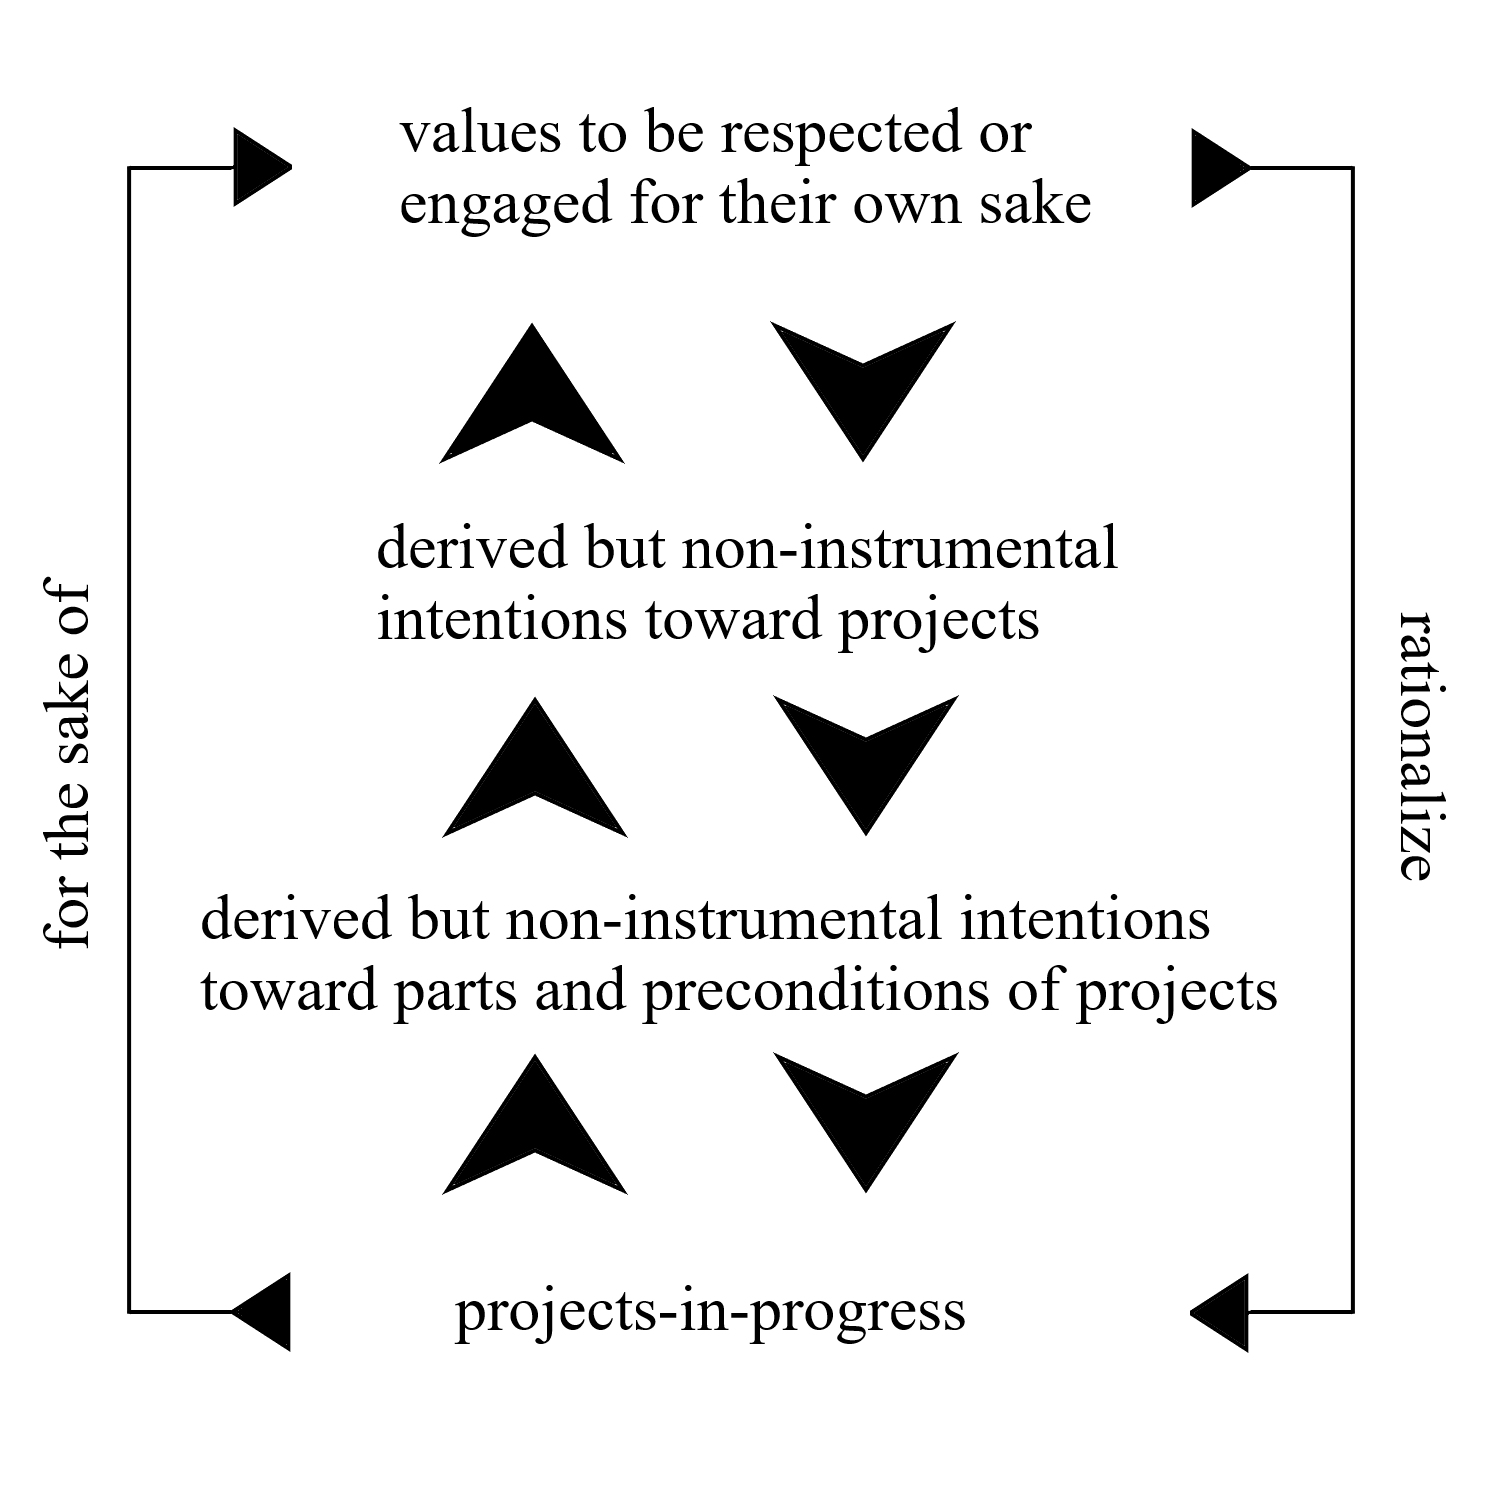 values to be respected or
engaged for their own sake
derived but non-instrumental
intentions toward projects
for the sake of
rationalize
derived but non-instrumental intentions
toward parts and preconditions of projects
projects-in-progress